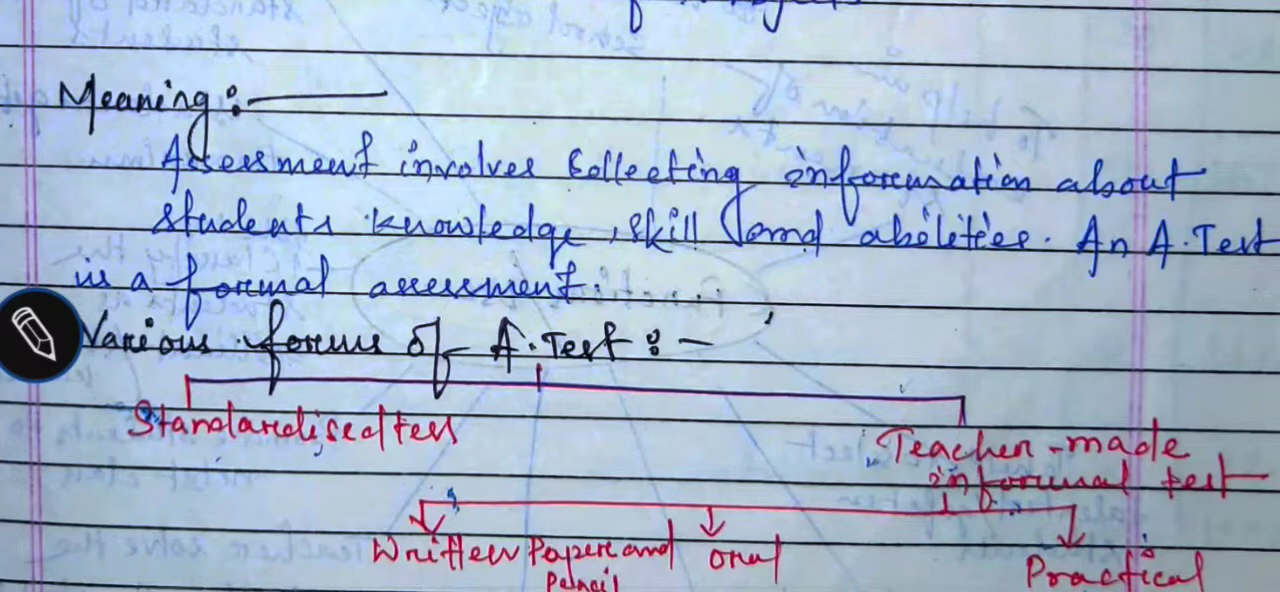 Meaning :-
Assessment involves Collecting information about
students knowledge, skill and abilities. An A.Test
is a formal assessment.
Various forms of A.Test :-
Standardised test
Teacher-made
informal test
Written Paper and Pencil
oral
Practical